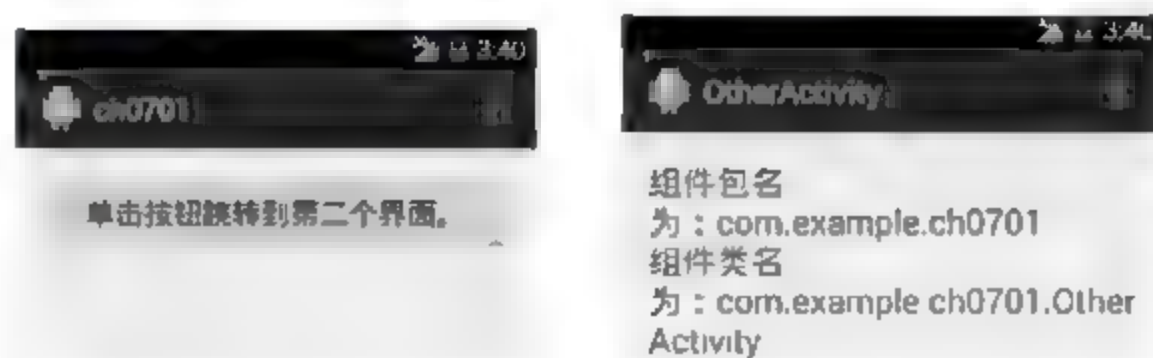 3:40
ch0701
单击按钮跳转到第二个界面。
3:40
OtherActivity
组件包名
为：com.example.ch0701
组件类名
为：com.example ch0701.Other
Activity